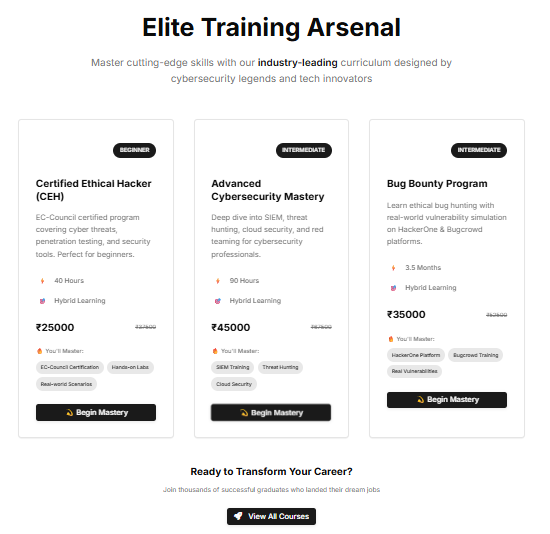 Elite Training Arsenal
Master cutting-edge skills with our industry-leading curriculum designed by
cybersecurity legends and tech innovators
BEGINNER
Certified Ethical Hacker
(CEH)
EC-Council certified program
covering cyber threats,
penetration testing, and security
tools. Perfect for beginners.
40 Hours
Hybrid Learning
₹25000 ₹37500
You'll Master:
EC-Council Certification Hands-on Labs
Real-world Scenarios
Begin Mastery
INTERMEDIATE
Advanced
Cybersecurity Mastery
Deep dive into SIEM, threat
hunting, cloud security, and red
teaming for cybersecurity
professionals.
90 Hours
Hybrid Learning
₹45000 ₹67500
You'll Master:
SIEM Training Threat Hunting
Cloud Security
Begin Mastery
INTERMEDIATE
Bug Bounty Program
Learn ethical bug hunting with
real-world vulnerability simulation
on HackerOne & Bugcrowd
platforms.
3.5 Months
Hybrid Learning
₹35000 ₹52500
You'll Master:
HackerOne Platform Bugcrowd Training
Real Vulnerabilities
Begin Mastery
Ready to Transform Your Career?
Join thousands of successful graduates who landed their dream jobs
View All Courses